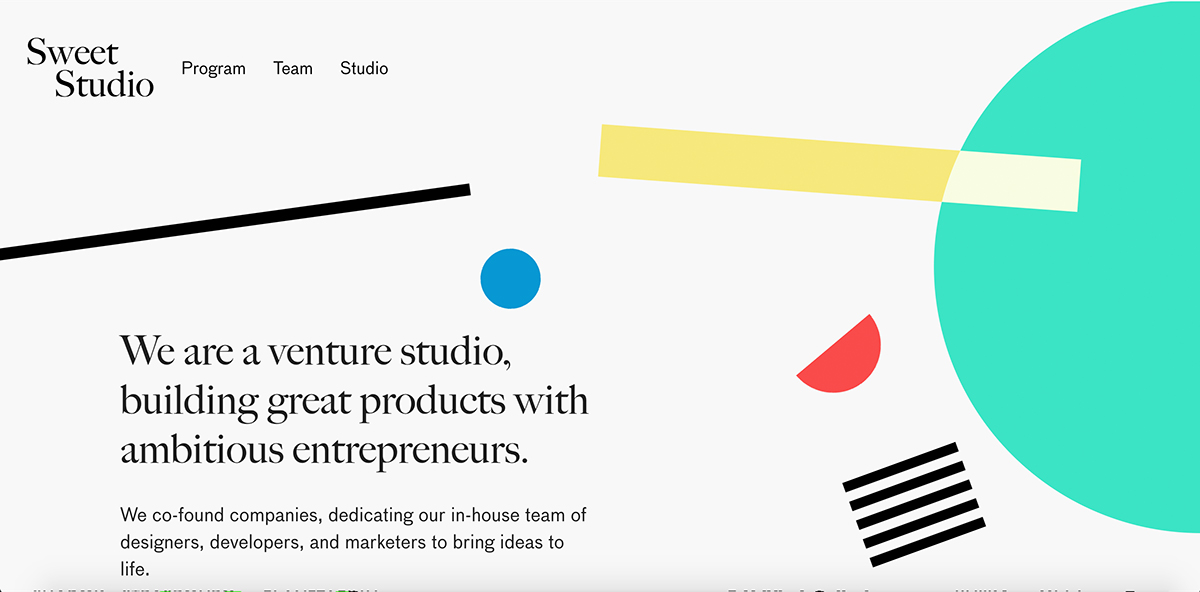 Sweet
Studio
Program Team Studio
We are a venture studio,
building great products with
ambitious entrepreneurs.
We co-found companies, dedicating our in-house team of
designers, developers, and marketers to bring ideas to
life.